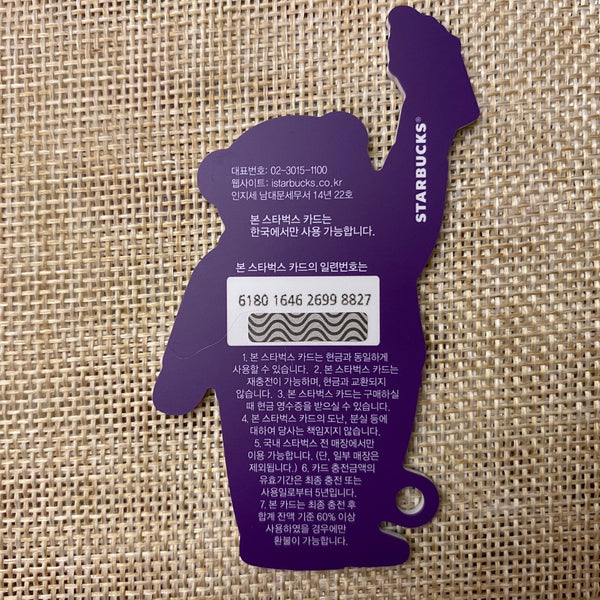 STARBUCKS®
대표번호: 02-3015-1100
웹사이트: istarbucks.co.kr
인지세 남대문세무서 14년 22호
본 스타벅스 카드는
한국에서만 사용 가능합니다.
본 스타벅스 카드의 일련번호는
6180 1646 2699 8827
1. 본 스타벅스 카드는 현금과 동일하게
사용할 수 있습니다. 2. 본 스타벅스 카드는
재충전이 가능하며, 현금과 교환되지
않습니다. 3. 본 스타벅스 카드는 구매하실
때 현금 영수증을 받으실 수 있습니다.
4. 본 스타벅스 카드의 도난, 분실 등에
대하여 당사는 책임지지 않습니다.
5. 국내 스타벅스 전 매장에서만
이용 가능합니다. (단, 일부 매장은
제외됩니다.) 6. 카드 충전금액의
유효기간은 최종 충전 또는
사용일로부터 5년입니다.
7. 본 카드는 최종 충전 후
합계 잔액 기준 60% 이상
사용하였을 경우에만
환불이 가능합니다.